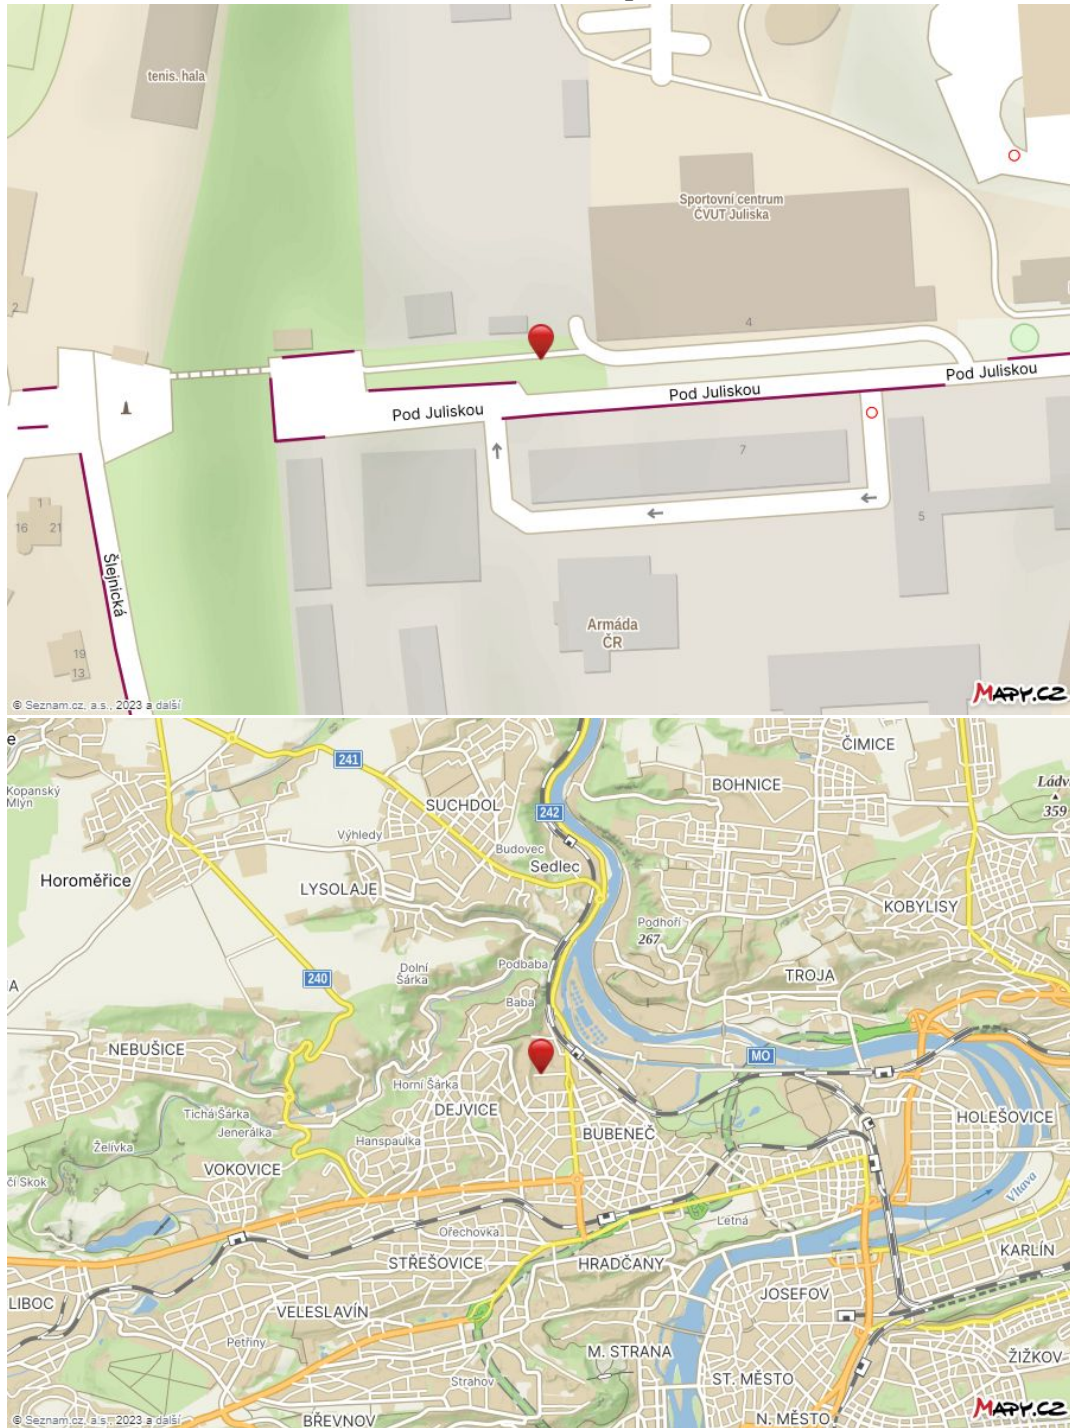 tenis. hala
Sportovní centrum
ČVUT Juliska
2
4
Pod Juliskou
Pod Juliskou
Pod Juliskou
7
1
16
21
5
Šlejnická
Armáda
ČR
19
13
© Seznam.cz, a.s., 2023 a další
MAPY.CZ
e
241
ČIMICE
Kopanský
Mlýn
BOHNICE
Ládv
359
SUCHDOL
242
Výhledy
Budovec
Sedlec
Horoměřice
LYSOLAJE
KOBYLISY
Podhoří
267
Podbaba
Dolní
Šárka
TROJA
240
A
Baba
NEBUŠICE
MO
Horní Šárka
Tichá Šárka
DEJVICE
HOLEŠOVICE
Jenerálka
Hanspaulka
BUBENEČ
Želivka
VOKOVICE
čí Skok
Vltava
Letná
Ořechovka
KARLÍN
STŘEŠOVICE
HRADČANY
JOSEFOV
LIBOC
VELESLAVÍN
Petřiny
M. STRANA
ŽIŽKOV
Strahov
ST. MĚSTO
© Seznam.cz, a.s., 2023 a další
BŘEVNOV
N. MĚSTO
MAPY.CZ